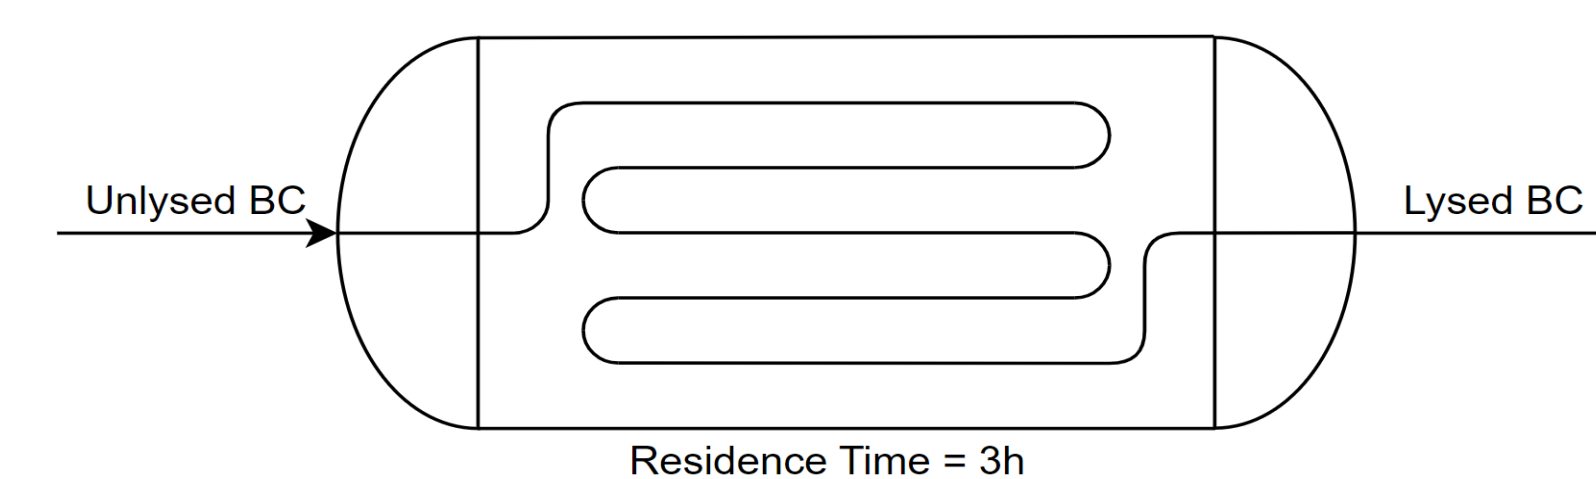 Unlysed BC
Lysed BC
Residence Time = 3h